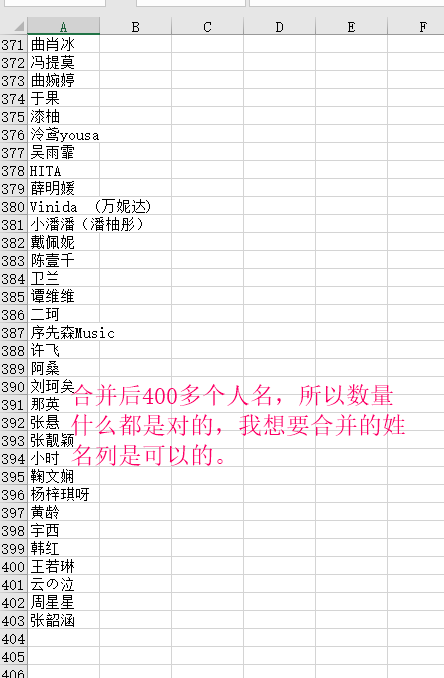 A B C D E F
371 曲肖冰
372 冯提莫
373 曲婉婷
374 于果
375 漆柚
376 泠鸢yousa
377 吴雨霏
378 HITA
379 薛明媛
380 Vinida (万妮达)
381 小潘潘（潘柚彤）
382 戴佩妮
383 陈壹千
384 卫兰
385 谭维维
386 二珂
387 序先森Music
388 许飞
389 阿桑
390 刘珂矣
391 那英
392 张悬
393 张靓颖
394 小时
395 鞠文娴
396 杨梓琪呀
397 黄龄
398 宇西
399 韩红
400 王若琳
401 云の泣
402 周星星
403 张韶涵
404
405
406
合并后400多个人名，所以数量
什么都是对的，我想要合并的姓
名列是可以的。